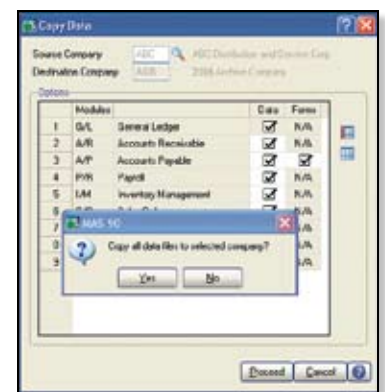 Copy Data
Source Company ABC ABC Distribution and Service Corp.
Destination Company
Options
Modules Data Forms
1 G/L General Ledger N/A
2 A/R Accounts Receivable N/A
3 A/P Accounts Payable
4 P/R Payroll N/A
5 I/M Inventory Management N/A
MAS 90
Copy all data files to selected company?
Yes No
Proceed Cancel